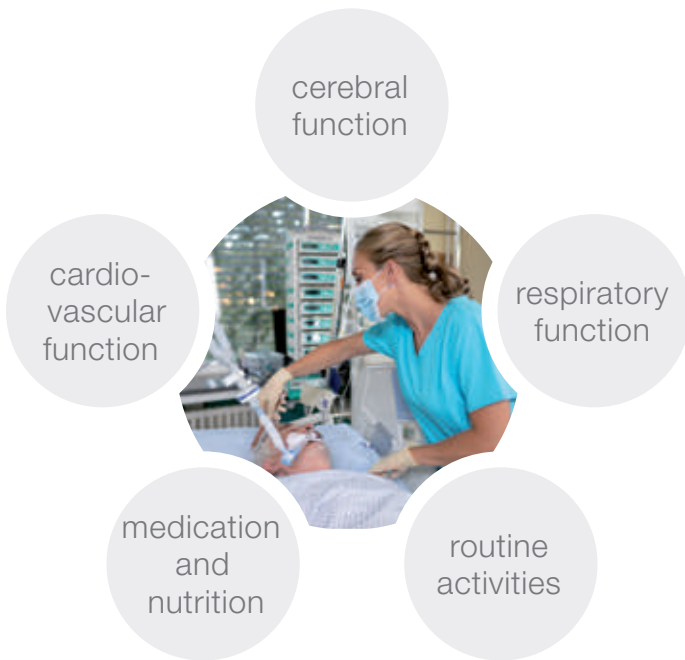 cerebral
function
cardio-
vascular
function
respiratory
function
medication
and
nutrition
routine
activities